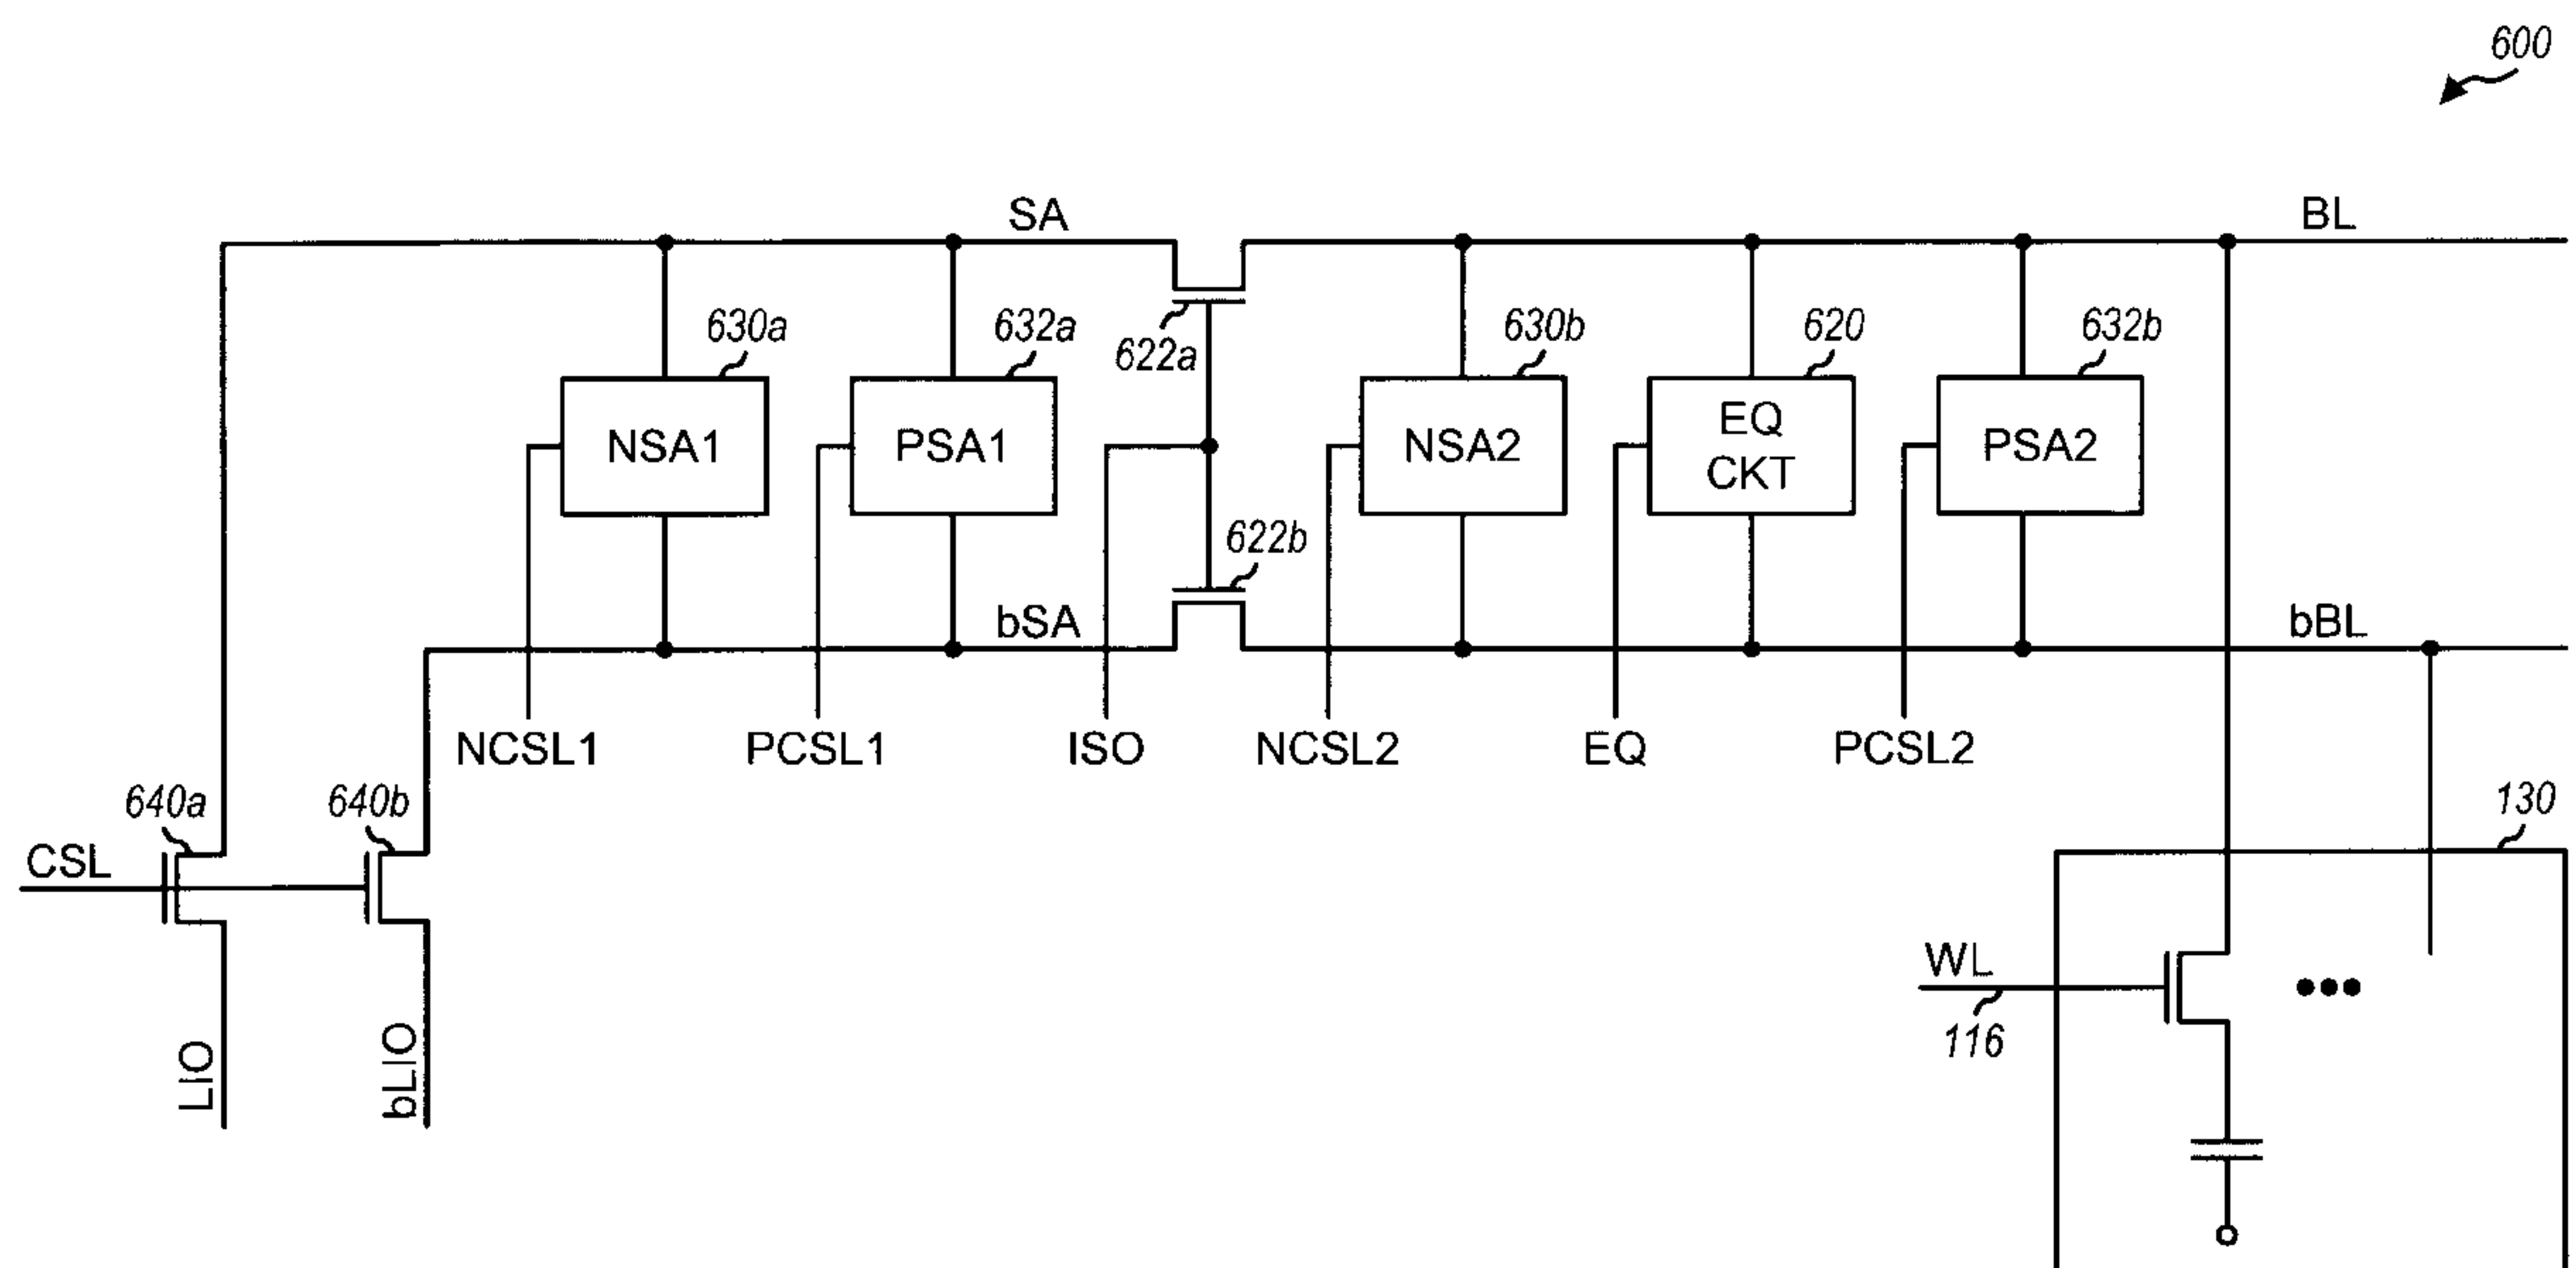 600
SA
BL
630a
632a
622a
630b
620
632b
NSA1
PSA1
NSA2
EQ
CKT
PSA2
622b
bSA
bBL
NCSL1
PCSL1
ISO
NCSL2
EQ
PCSL2
640a
640b
130
CSL
WL
116
LIO
bLIO